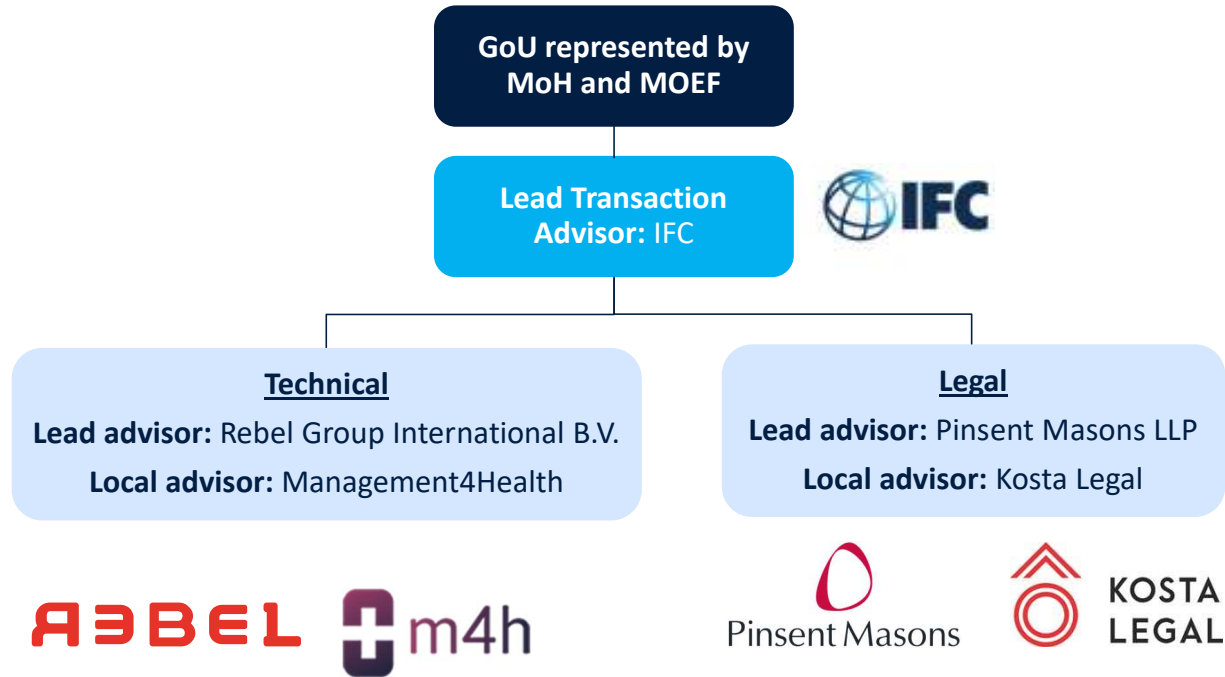 GoU represented by
MoH and MOEF
Lead Transaction
Advisor: IFC
IFC
Technical
Lead advisor: Rebel Group International B.V.
Local advisor: Management4Health
Legal
Lead advisor: Pinsent Masons LLP
Local advisor: Kosta Legal
REBEL
m4h
Pinsent Masons
KOSTA
LEGAL